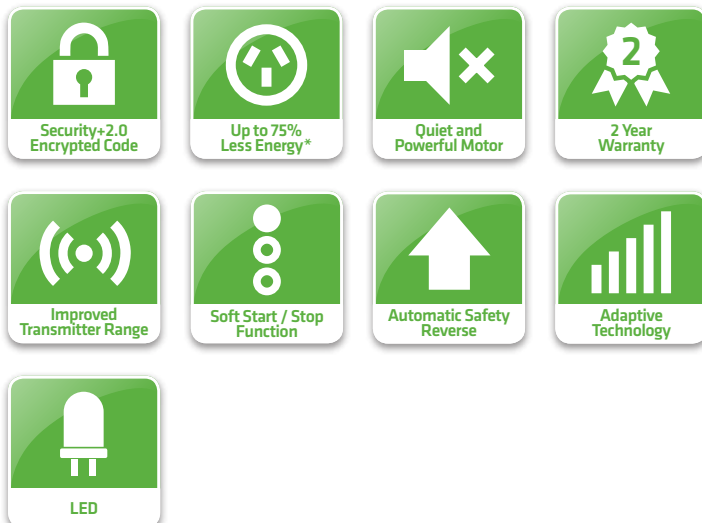 Security+2.0
Encrypted Code
Up to 75%
Less Energy*
Quiet and
Powerful Motor
2
2 Year
Warranty
Improved
Transmitter Range
Soft Start / Stop
Function
Automatic Safety
Reverse
Adaptive
Technology
LED